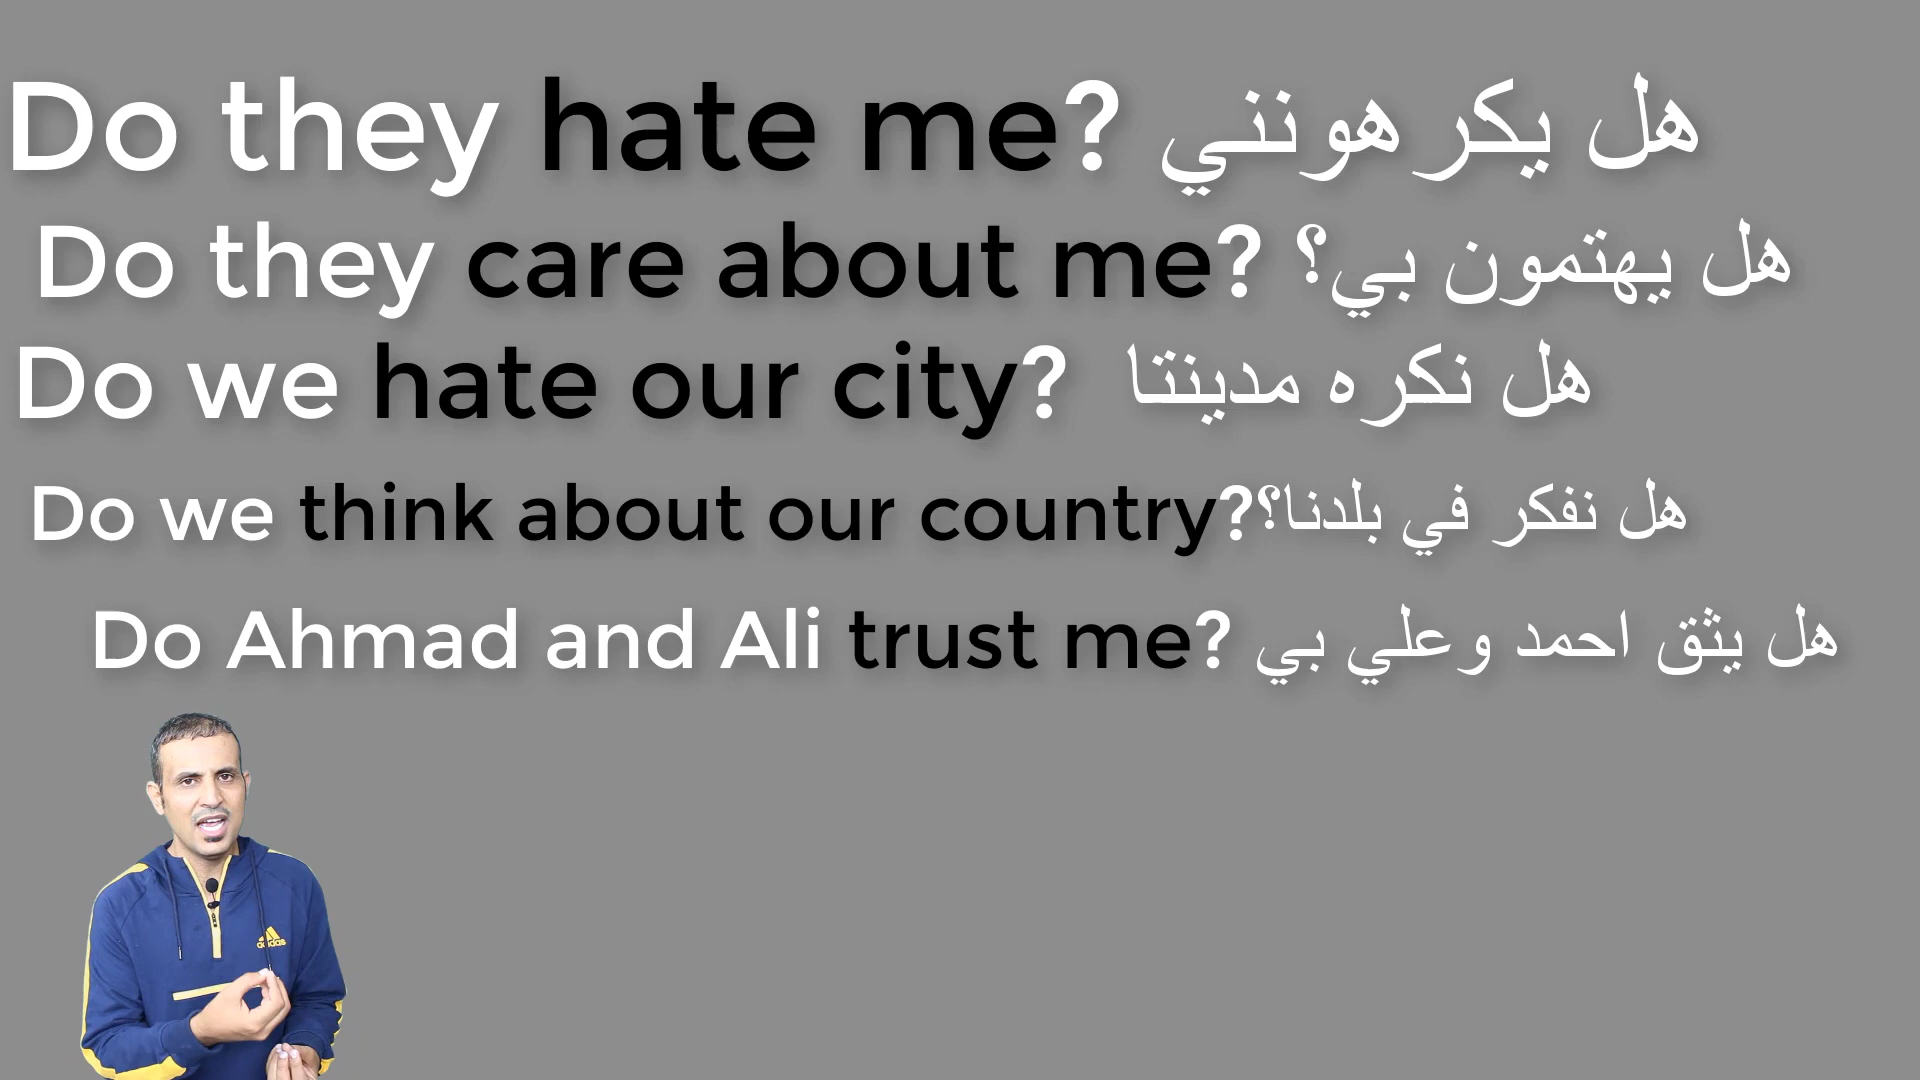 Do they hate me? هل يكرهونني
Do they care about me? هل يهتمون بي؟
Do we hate our city? هل نكره مدينتا
Do we think about our country?هل نفكر في بلدنا؟
Do Ahmad and Ali trust me? هل يثق احمد وعلي بي
adidas